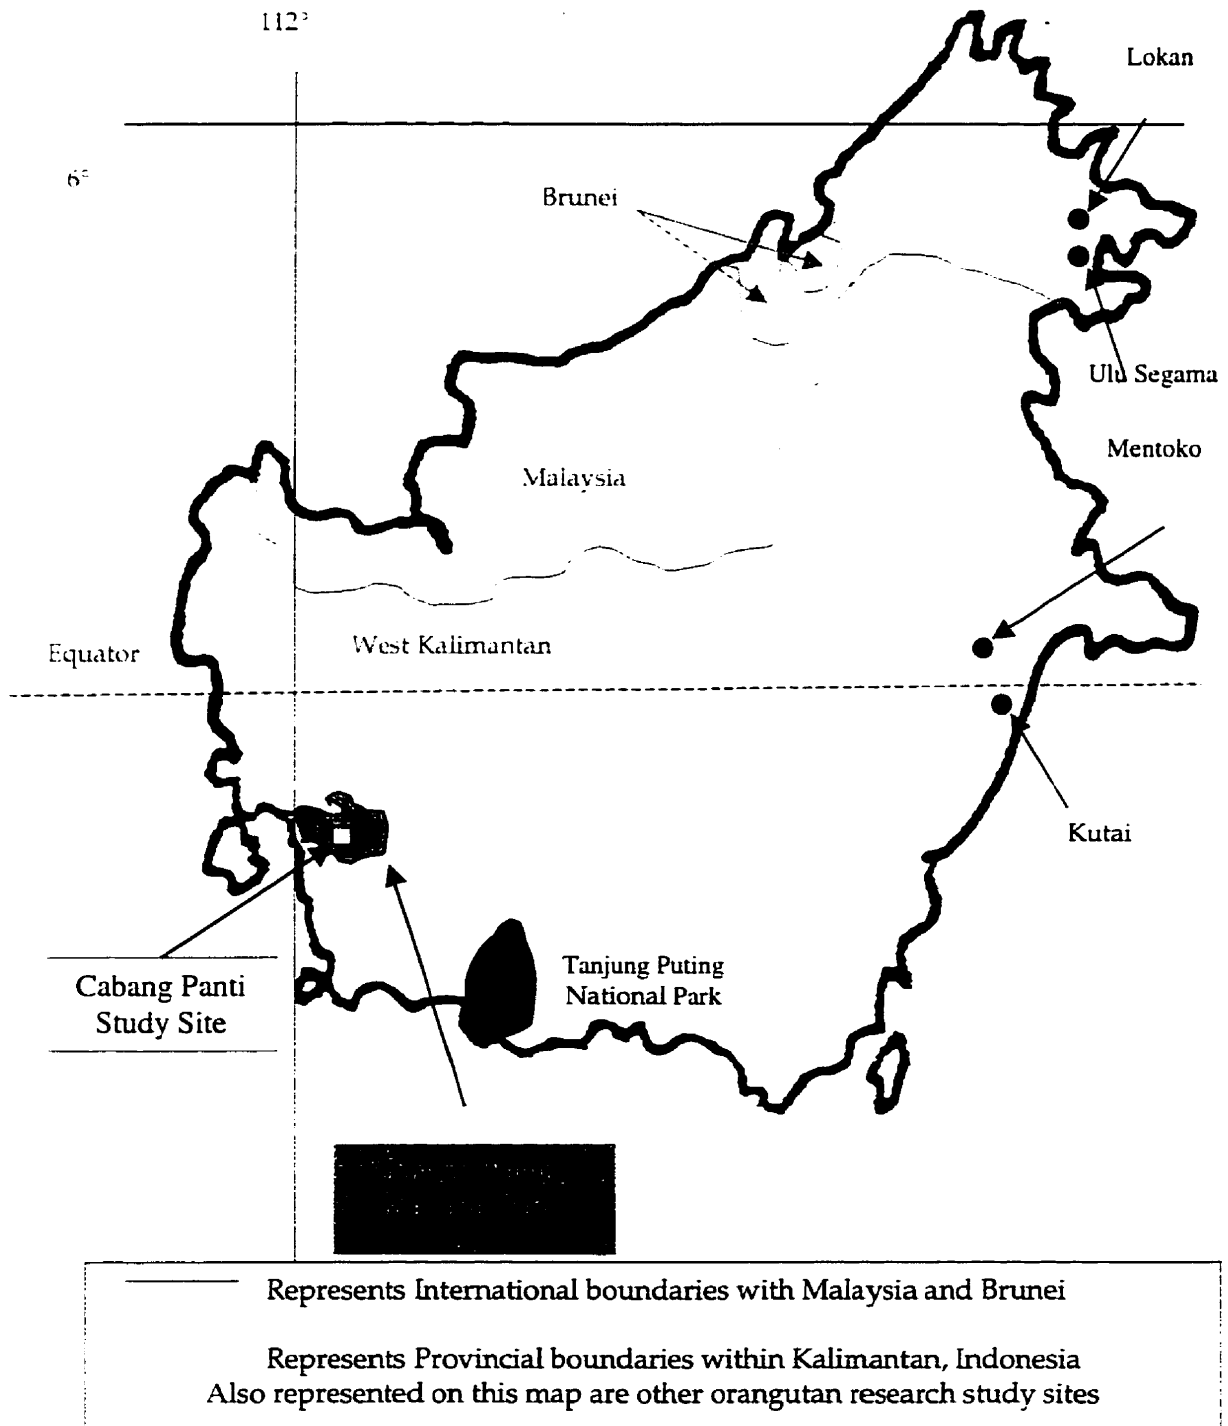 112°
Lokan
6°
Brunei
Ulu Segama
Mentoko
Malaysia
West Kalimantan
Equator
Kutai
Tanjung Puting
National Park
Cabang Panti
Study Site
Represents International boundaries with Malaysia and Brunei
Represents Provincial boundaries within Kalimantan, Indonesia
Also represented on this map are other orangutan research study sites